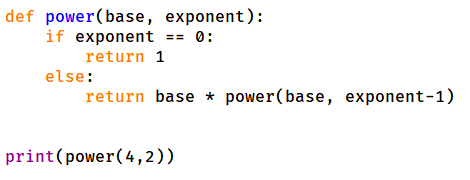 def power(base, exponent):
    if exponent == 0:
        return 1
    else:
        return base * power(base, exponent-1)
print(power(4,2))